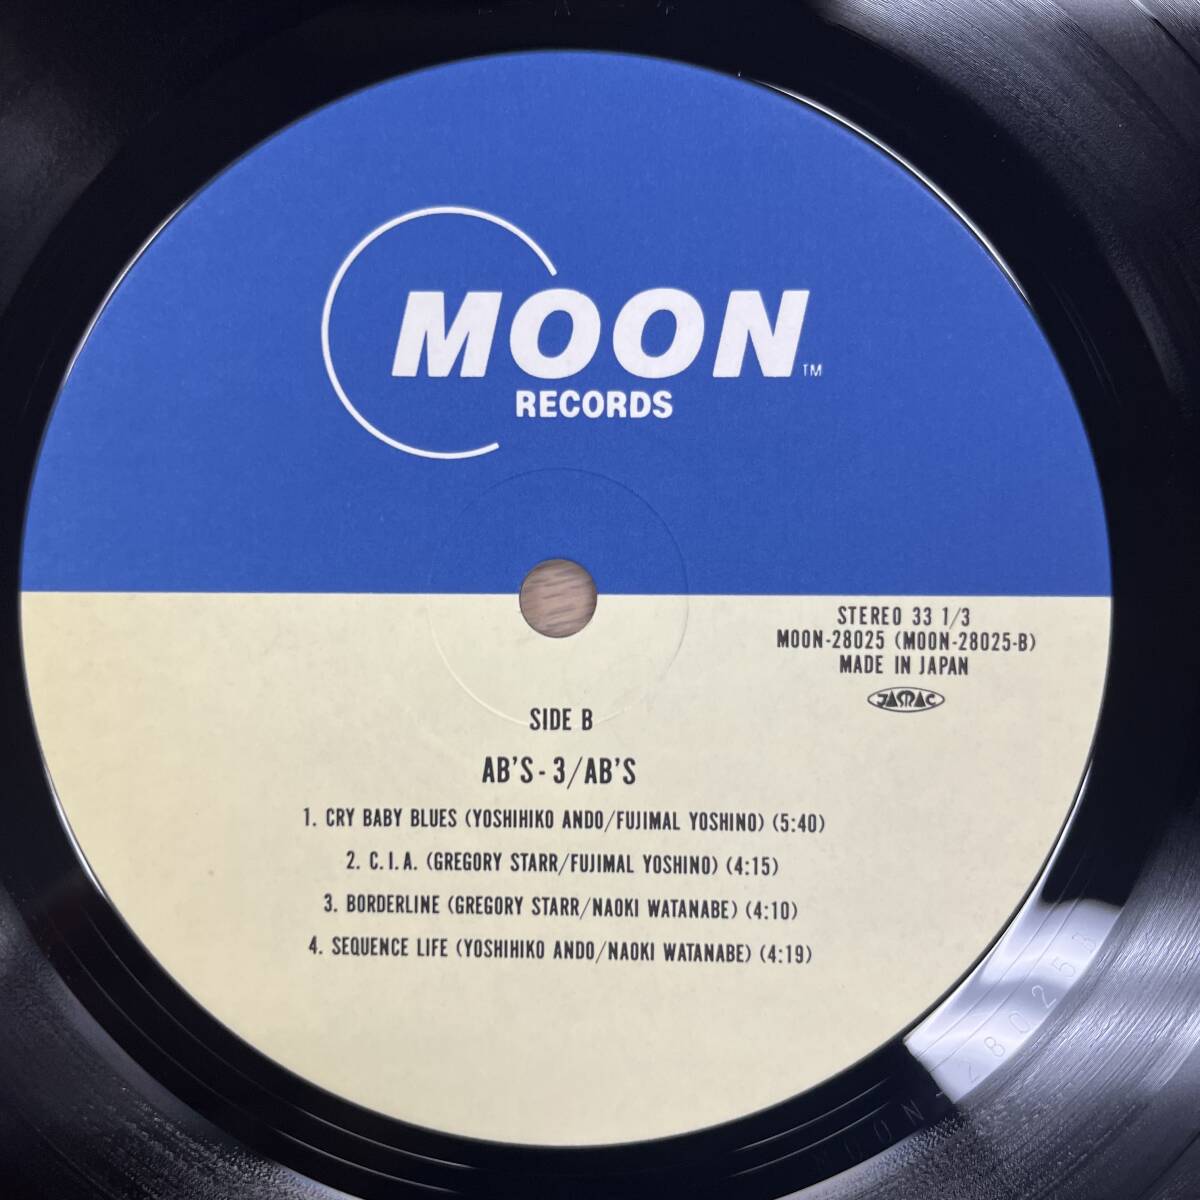 MOON TM
RECORDS
STEREO 33 1/3
MOON-28025 (MOON-28025-B)
MADE IN JAPAN
JASRAC
SIDE B
AB'S - 3/AB'S
1. CRY BABY BLUES (YOSHIHIKO ANDO/FUJIMAL YOSHINO) (5:40)
2. C.I.A. (GREGORY STARR/FUJIMAL YOSHINO) (4:15)
3. BORDERLINE (GREGORY STARR/NAOKI WATANABE) (4:10)
4. SEQUENCE LIFE (YOSHIHIKO ANDO/NAOKI WATANABE) (4:19)